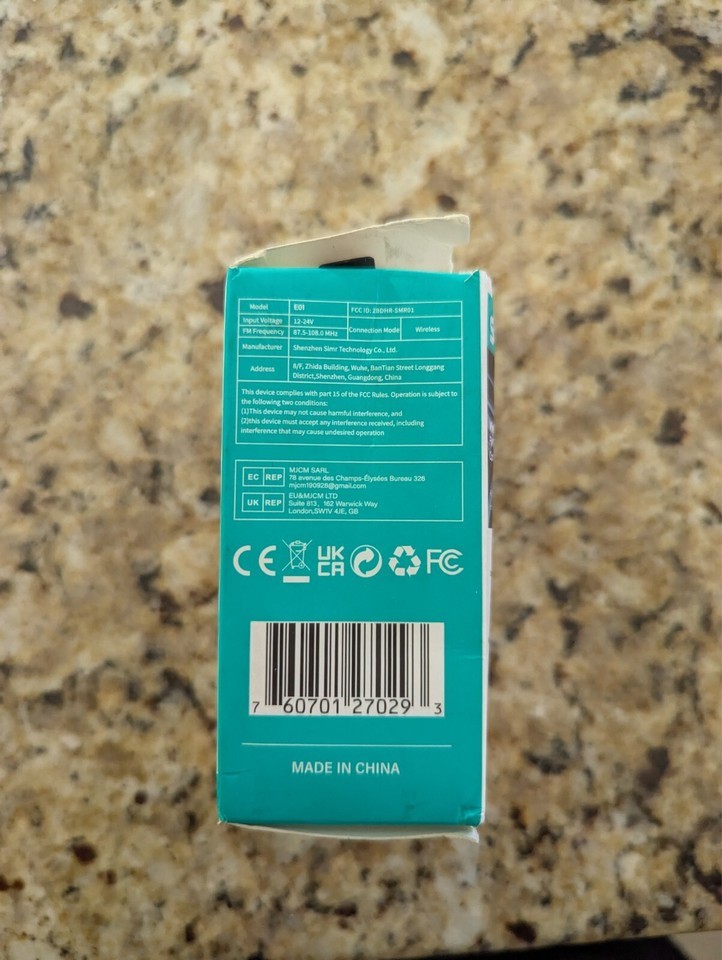 Model E01 FCC ID: 2BDHR-SMR01
Input Voltage 12-24V
FM Frequency 87.5-108.0 MHz Connection Mode Wireless
Manufacturer Shenzhen Simr Technology Co., Ltd.
Address 8/F, Zhida Building, Wuhe, BanTian Street Longgang
District,Shenzhen, Guangdong, China
This device complies with part 15 of the FCC Rules. Operation is subject to
the following two conditions:
(1)This device may not cause harmful interference, and
(2)this device must accept any interference received, including
interference that may cause undesired operation
EC REP MJCM SARL
78 avenue des Champs-Élysées Bureau 326
mjcm190928@gmail.com
UK REP EU&MJCM LTD
Suite 813, 162 Warwick Way
London,SW1V 4JE, GB
CE UK CA FC
7 60701 27029 3
MADE IN CHINA